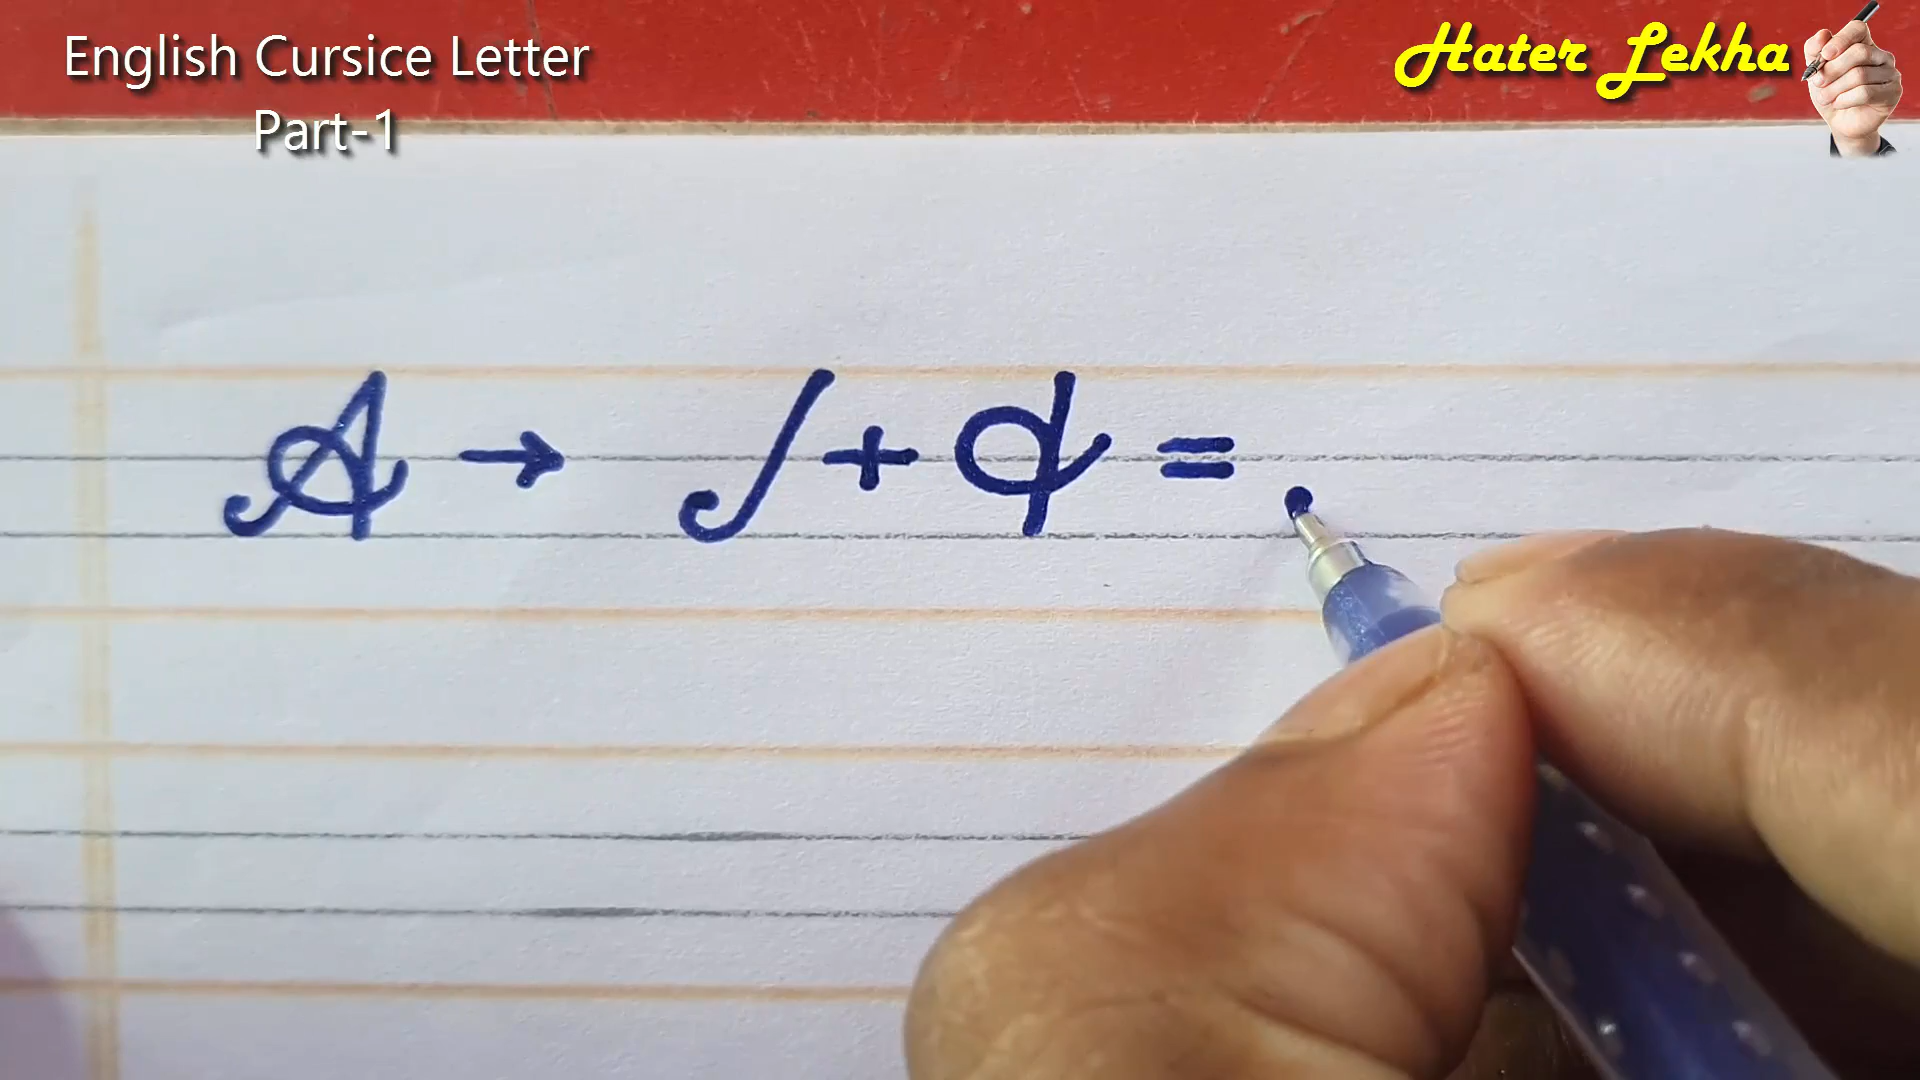 English Cursice Letter
Part-1
Hater Lekha
A → + =